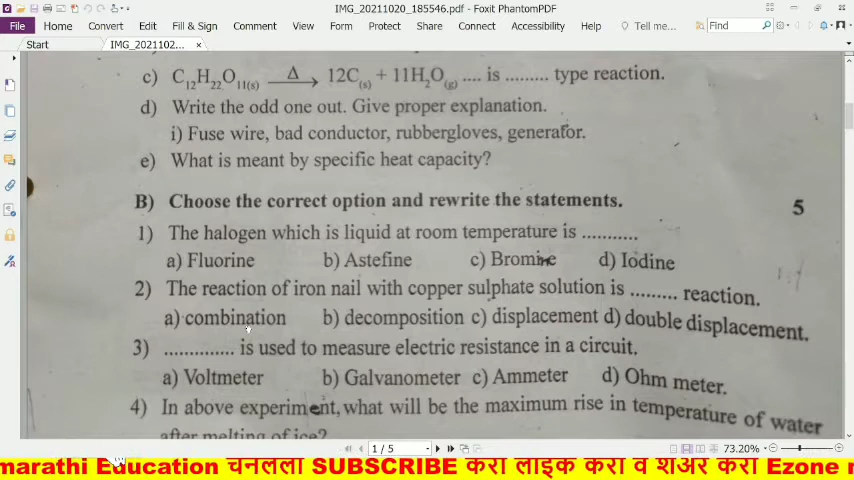 IMG_20211020_185546.pdf - Foxit PhantomPDF
File Home Convert Edit Fill & Sign Comment View Form Protect Share Connect Accessibility Help Tell me... Find
Start IMG_2021102... ×
c) C12H22O11(s) Δ → 12C(s) + 11H2O(g) .... is ......... type reaction.
d) Write the odd one out. Give proper explanation.
i) Fuse wire, bad conductor, rubbergloves, generator.
e) What is meant by specific heat capacity?
B) Choose the correct option and rewrite the statements. 5
1) The halogen which is liquid at room temperature is ...........
a) Fluorine b) Astefine c) Bromine d) Iodine
2) The reaction of iron nail with copper sulphate solution is ......... reaction.
a) combination b) decomposition c) displacement d) double displacement.
3) .............. is used to measure electric resistance in a circuit.
a) Voltmeter b) Galvanometer c) Ammeter d) Ohm meter.
4) In above experiment, what will be the maximum rise in temperature of water
after melting of ice?
1 / 5 73.20%
marathi Education चनलला SUBSCRIBE करा लाइक करा व शेअर करा Ezone